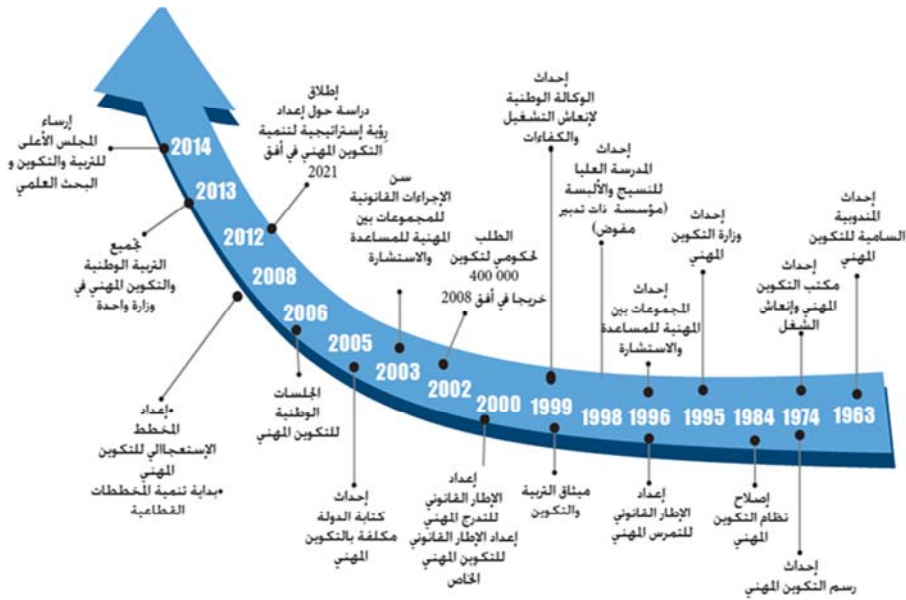 إحداث
المندوبية
السامية للتكوين
المهني
1963
إحداث
مكتب التكوين
المهني وإنعاش
الشغل
1974
إحداث
رسم التكوين المهني
1984
إصلاح
نظام التكوين
المهني
إحداث
وزارة التكوين
المهني
1995
إحداث
المجموعات بين
المهنية للمساعدة
والاستشارة
1996
إعداد
الإطار القانوني
للتمرس المهني
إحداث
المدرسة العليا
للنسيج والألبسة
(مؤسسة ذات تدبير
مفوض)
1998
إحداث
الوكالة الوطنية
لإنعاش التشغيل
والكفاءات
1999
ميثاق التربية
والتكوين
2000
إعداد
الإطار القانوني
للتدرج المهني
إعداد الإطار القانوني
للتكوين المهني
الخاص
الطلب
لحكومي لتكوين
400 000
خريجا في أفق 2008
2002
سن
الإجراءات القانونية
للمجموعات بين
المهنية للمساعدة
والاستشارة
2003
2005
إحداث
كتابة الدولة
مكلفة بالتكوين
المهني
2006
الجلسات
الوطنية
للتكوين المهني
2008
•إعداد
المخطط
الإستعجاالي للتكوين
المهني
•بداية تنمية المخططات
القطاعية
إطلاق
دراسة حول إعداد
رؤية إستراتيجية لتنمية
التكوين المهني في أفق
2021
2012
2013
تجميع
التربية الوطنية
والتكوين المهني في
وزارة واحدة
إرساء
المجلس الأعلى
للتربية والتكوين و
البحث العلمي
2014